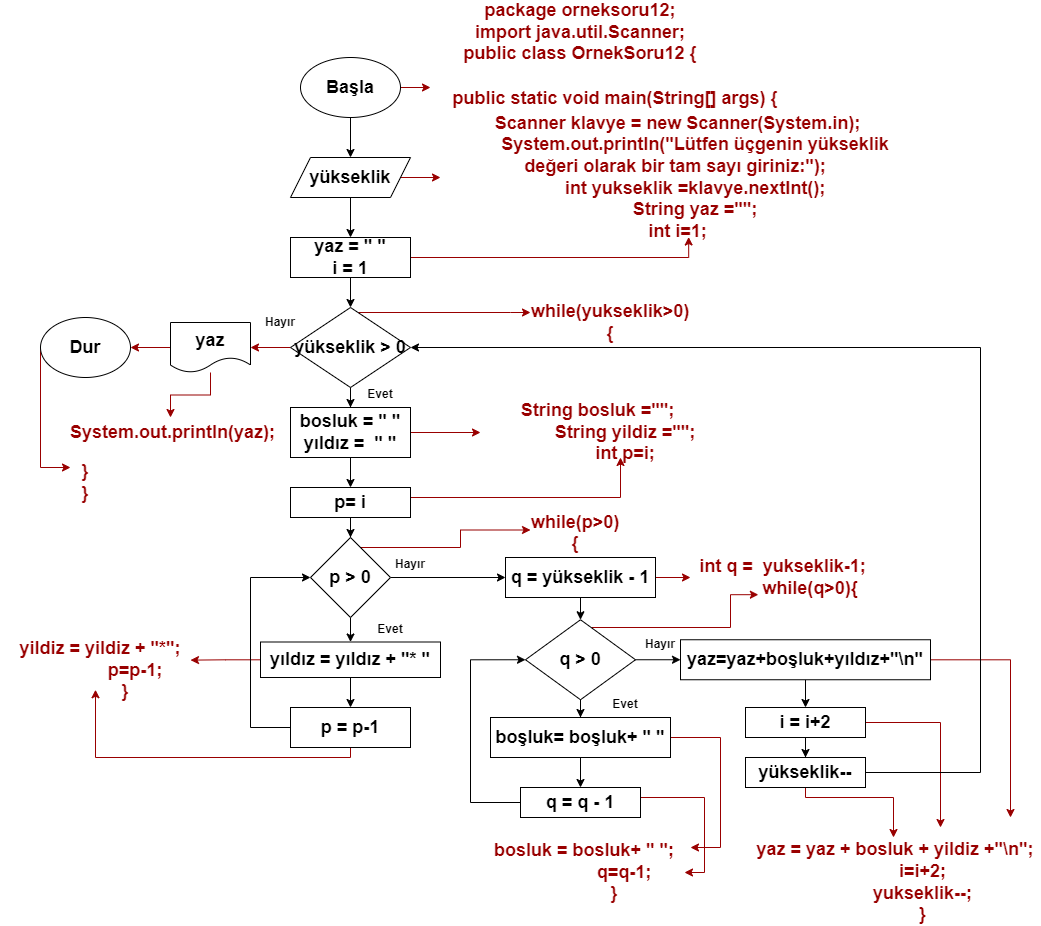 package orneksoru12;
import java.util.Scanner;
public class OrnekSoru12 {
Başla
public static void main(String[] args) {
Scanner klavye = new Scanner(System.in);
System.out.println("Lütfen üçgenin yükseklik
değeri olarak bir tam sayı giriniz:");
yükseklik
int yukseklik =klavye.nextInt();
String yaz ="";
int i=1;
yaz = " "
i = 1
while(yukseklik>0)
{
Hayır
yükseklik > 0
yaz
Dur
Evet
System.out.println(yaz);
}
}
bosluk = " "
yıldız =  " "
String bosluk ="";
String yildiz ="";
int p=i;
p= i
while(p>0)
{
p > 0
Hayır
q = yükseklik - 1
int q =  yukseklik-1;
while(q>0){
Evet
yildiz = yildiz + "*";
p=p-1;
}
yıldız = yıldız + "* "
p = p-1
q > 0
Hayır
yaz=yaz+boşluk+yıldız+"\n"
Evet
boşluk= boşluk+ " "
i = i+2
q = q - 1
yükseklik--
bosluk = bosluk+ " ";
q=q-1;
}
yaz = yaz + bosluk + yildiz +"\n";
i=i+2;
yukseklik--;
}